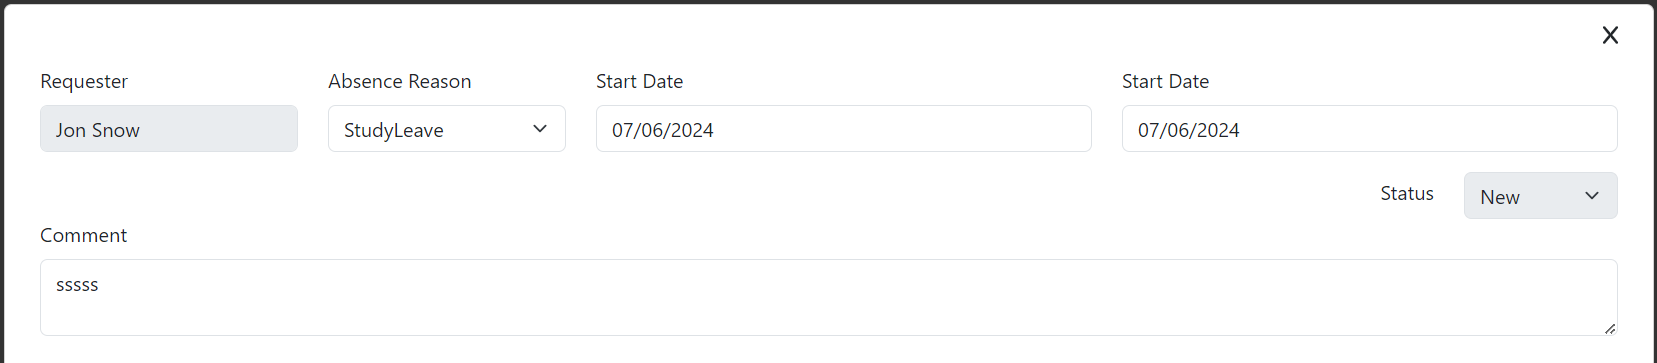 X
Requester Absence Reason Start Date Start Date
Jon Snow StudyLeave 07/06/2024 07/06/2024
Status New
Comment
sssss